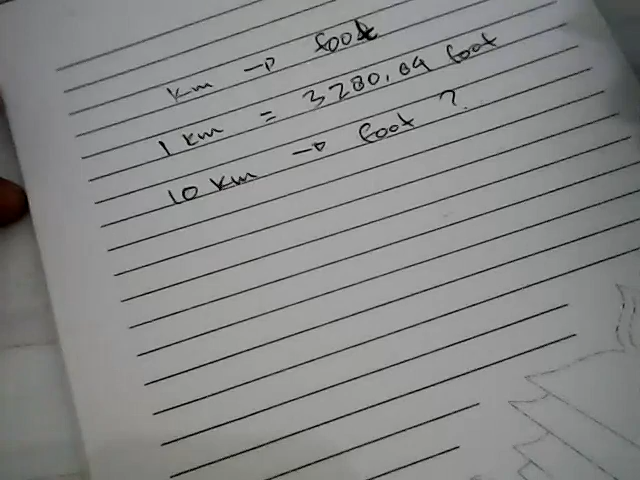 km → foot
1 km = 3280,84 foot
10 km → foot ?